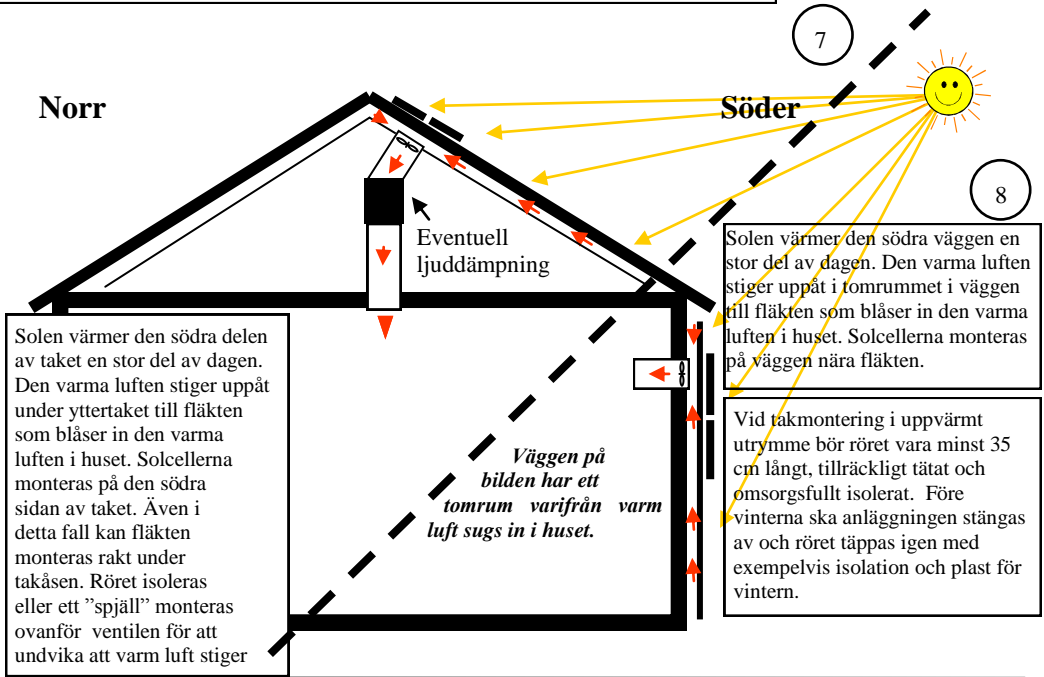 7
Norr
Söder
8
Eventuell
ljuddämpning
Solen värmer den södra väggen en
stor del av dagen. Den varma luften
stiger uppåt i tomrummet i väggen
till fläkten som blåser in den varma
luften i huset. Solcellerna monteras
på väggen nära fläkten.
Solen värmer den södra delen
av taket en stor del av dagen.
Den varma luften stiger uppåt
under yttertaket till fläkten
som blåser in den varma
luften i huset. Solcellerna
monteras på den södra
sidan av taket. Även i
detta fall kan fläkten
monteras rakt under
takåsen. Röret isoleras
eller ett ”spjäll” monteras
ovanför ventilen för att
undvika att varm luft stiger
Väggen på
bilden har ett
tomrum varifrån varm
luft sugs in i huset.
Vid takmontering i uppvärmt
utrymme bör röret vara minst 35
cm långt, tillräckligt tätat och
omsorgsfullt isolerat. Före
vinterna ska anläggningen stängas
av och röret täppas igen med
exempelvis isolation och plast för
vintern.